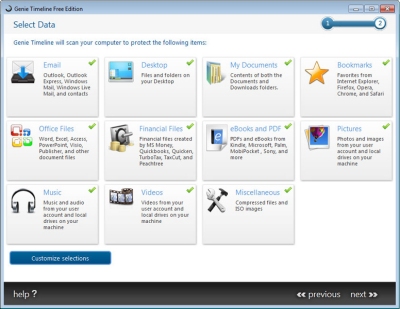 Genie Timeline Free Edition
Select Data
1
2
Genie Timeline will scan your computer to protect the following items:
Email
Outlook, Outlook
Express, Windows
Mail, Windows Live
Mail, and contacts
Desktop
Files and folders on
your Desktop
My Documents
Contents of both the
Documents and
Downloads folders.
Bookmarks
Favorites from
Internet Explorer,
Firefox, Opera,
Chrome, and Safari
Office Files
Word, Excel, Access,
PowerPoint, Visio,
Publisher, and other
document files
Financial Files
Financial files created
by MS Money,
Quickbooks, Quicken,
TurboTax, TaxCut, and
Peachtree
eBooks and PDF
PDFs and eBooks from
Kindle, Microsoft, Palm,
MobiPocket , Sony, and
more
Pictures
Photos and images from
your user account and
local drives on your
machine
Music
Music and audio from
your user account
and local drives on your
machine
Videos
Videos from your user
account and local
drives on your machine
Miscellaneous
Compressed files and
ISO images
Customize selections
help ?
previous
next